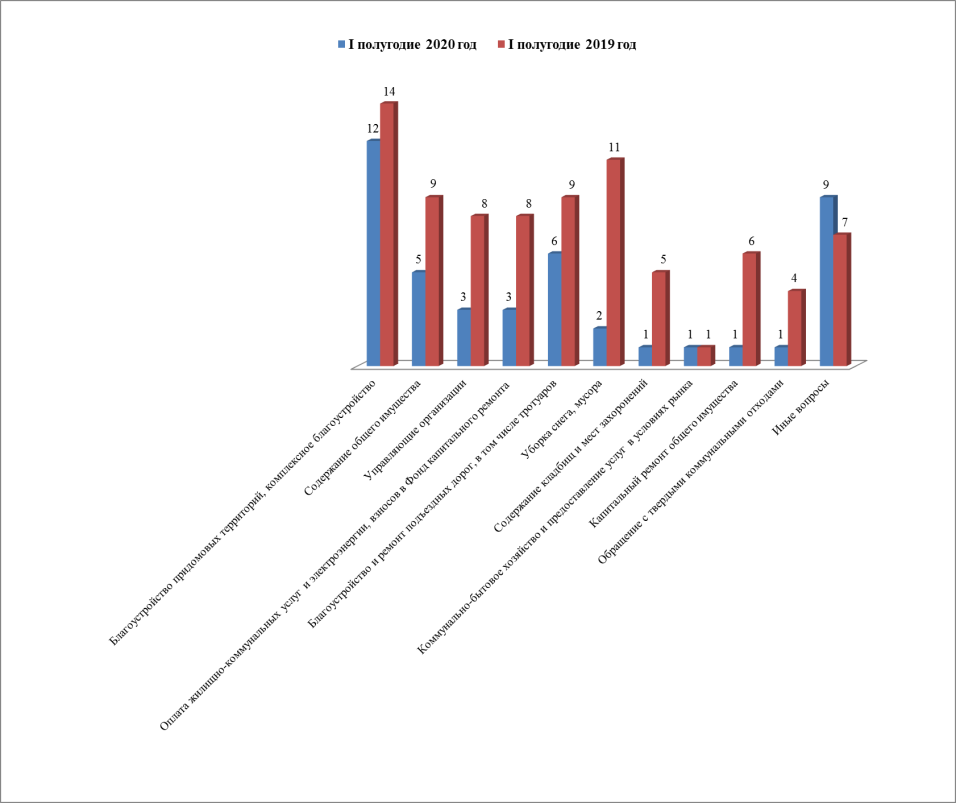 I полугодие 2020 год I полугодие 2019 год
12 14
5 9
3 8
3 8
6 9
2 11
1 5
1 1
1 6
1 4
9 7
Благоустройство придомовых территорий, комплексное благоустройство
Содержание общего имущества
Управляющие организации
Оплата жилищно-коммунальных услуг и электроэнергии, взносов в Фонд капитального ремонта
Благоустройство и ремонт подъездных дорог, в том числе тротуаров
Уборка снега, мусора
Содержание кладбищ и мест захоронений
Коммунально-бытовое хозяйство и предоставление услуг в условиях рынка
Капитальный ремонт общего имущества
Обращение с твердыми коммунальными отходами
Иные вопросы